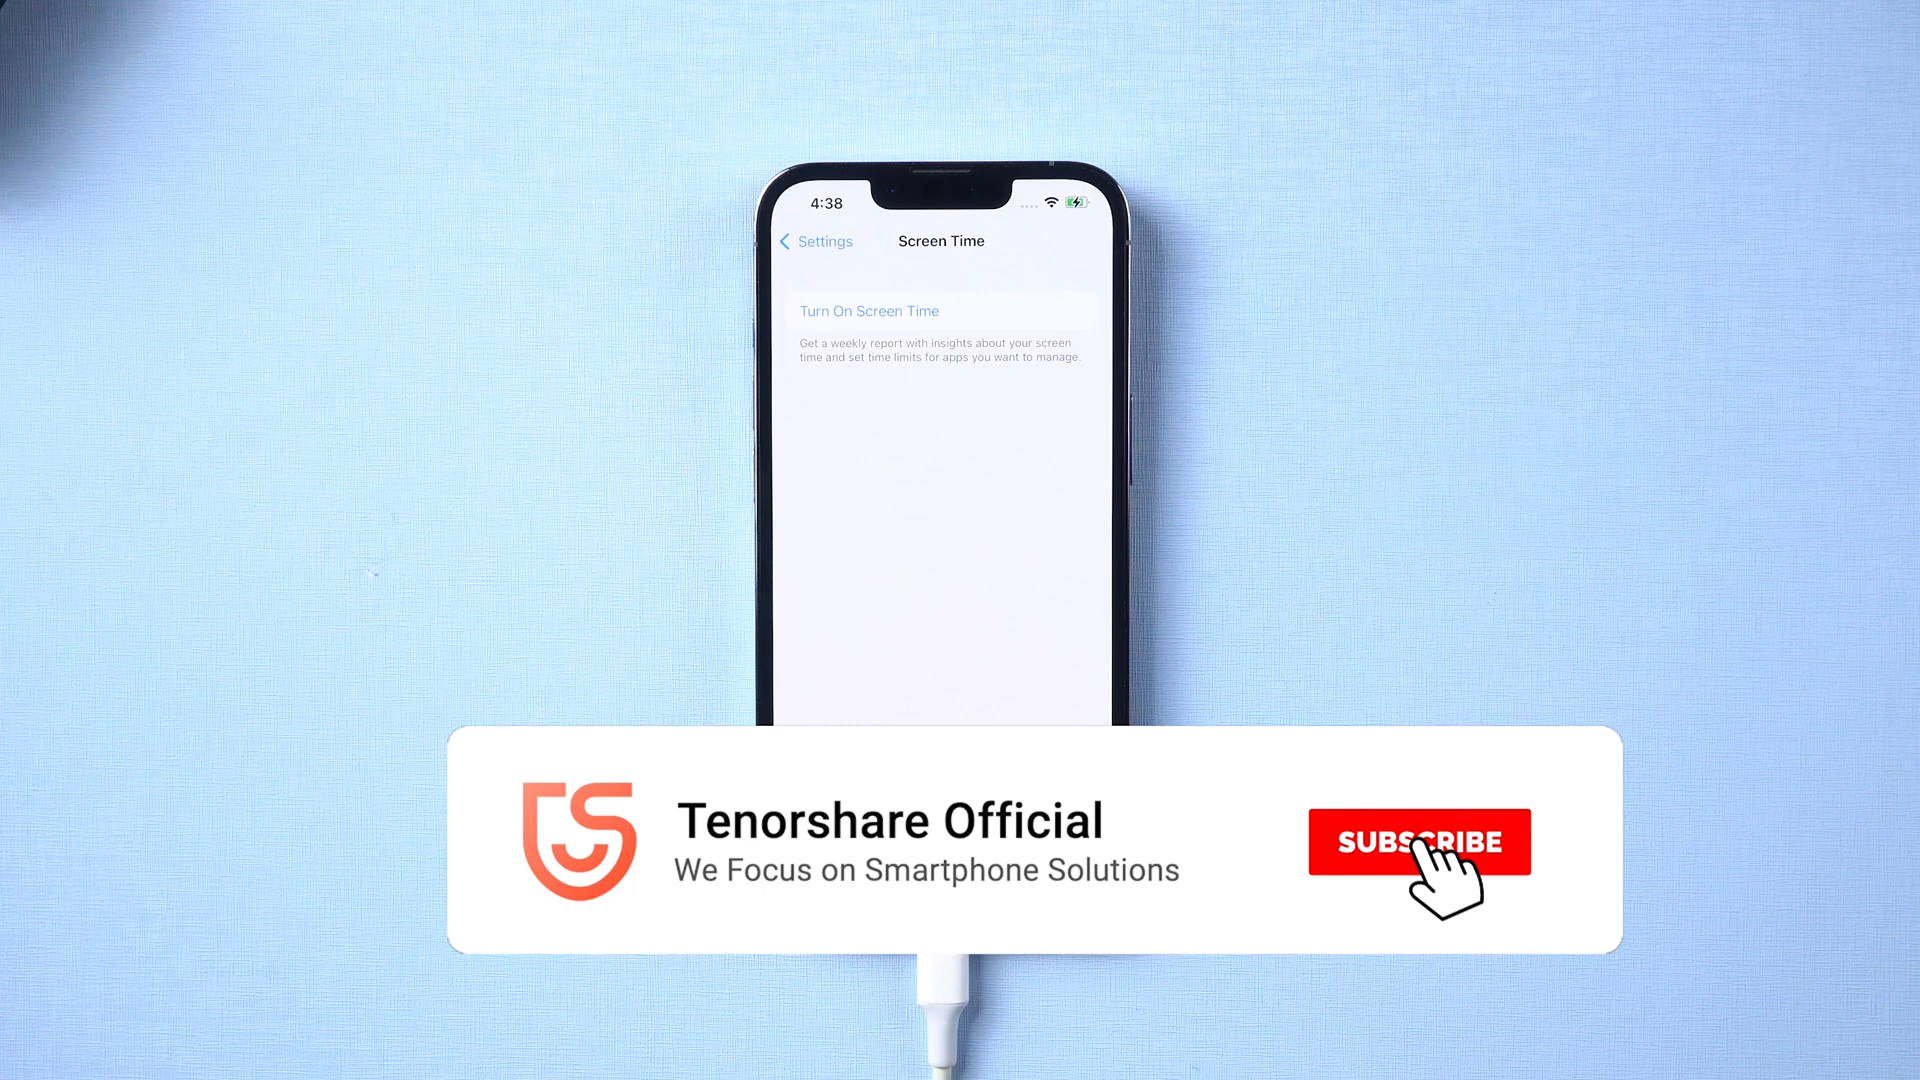 4:38
Settings
Screen Time
Turn On Screen Time
Get a weekly report with insights about your screen
time and set time limits for apps you want to manage.
Tenorshare Official
We Focus on Smartphone Solutions
SUBSCRIBE